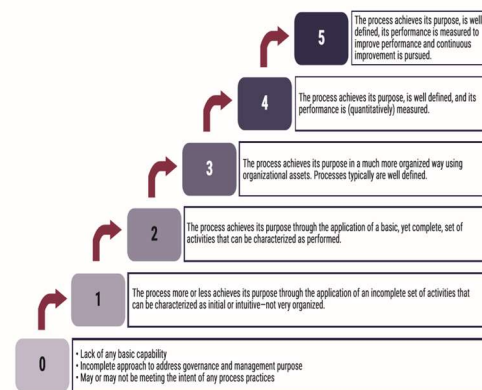 5
The process achieves its purpose, is well
defined, its performance is measured to
improve performance and continuous
improvement is pursued.
4
The process achieves its purpose, is well defined, and its
performance is (quantitatively) measured.
3
The process achieves its purpose in a much more organized way using
organizational assets. Processes typically are well defined.
2
The process achieves its purpose through the application of a basic, yet complete, set of
activities that can be characterized as performed.
1
The process more or less achieves its purpose through the application of an incomplete set of activities that
can be characterized as initial or intuitive—not very organized.
0
• Lack of any basic capability
• Incomplete approach to address governance and management purpose
• May or may not be meeting the intent of any process practices